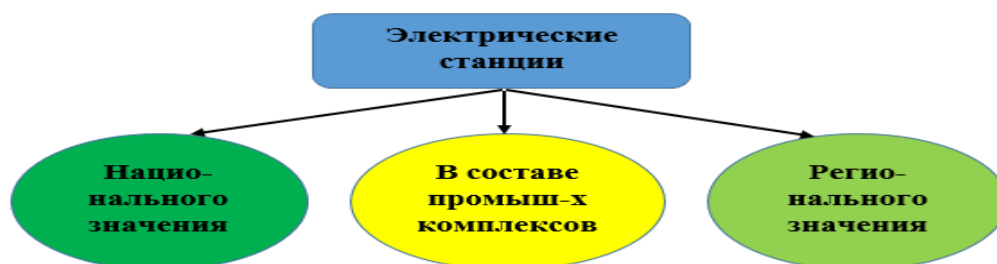 Электрические
станции
Нацио-
нального
значения
В составе
промыш-х
комплексов
Регио-
нального
значения